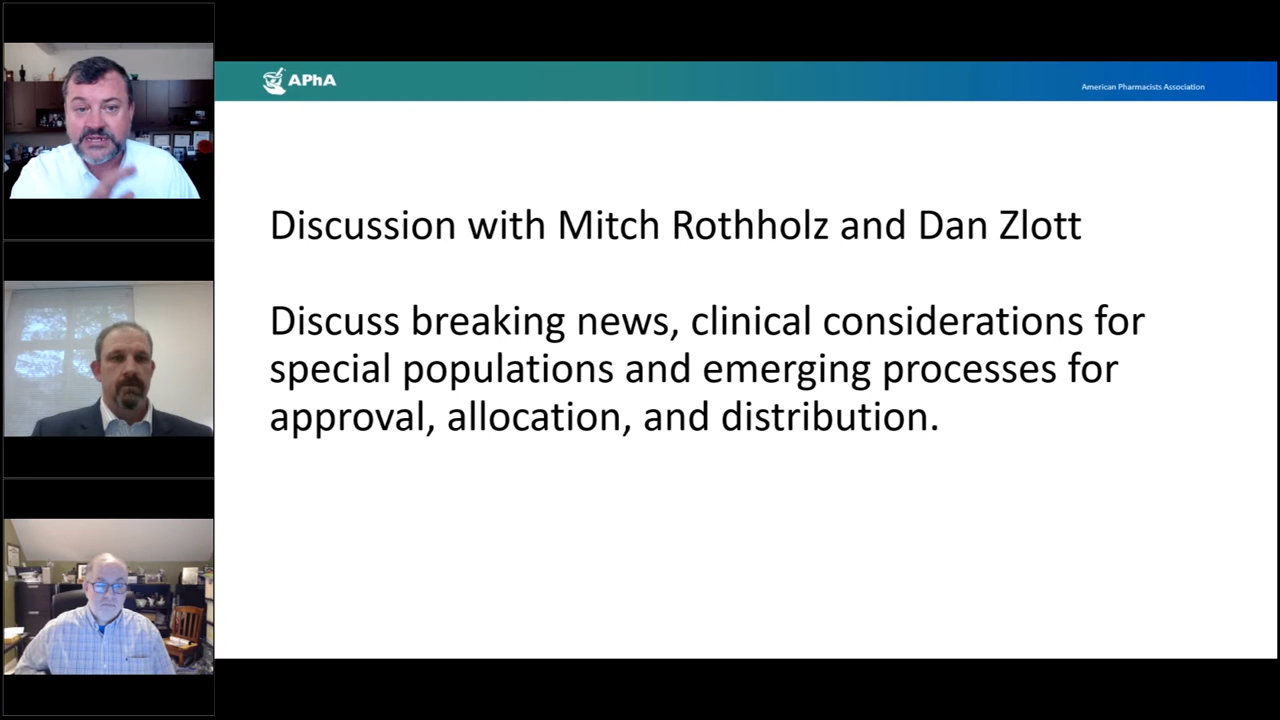 APhA
American Pharmacists Association
Discussion with Mitch Rothholz and Dan Zlott
Discuss breaking news, clinical considerations for
special populations and emerging processes for
approval, allocation, and distribution.